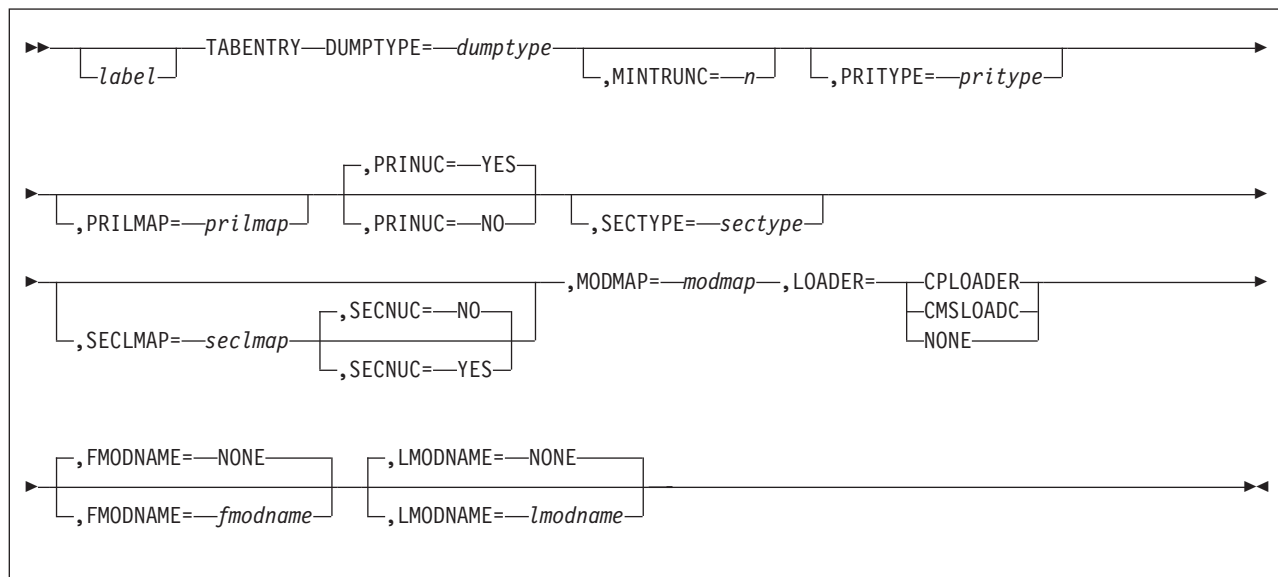 TABENTRY DUMPTYPE= dumptype
label ,MINTRUNC= n ,PRITYPE= pritype
,PRINUC= YES
,PRILMAP= prilmap ,PRINUC= NO ,SECTYPE= sectype
,MODMAP= modmap ,LOADER= CPLOADER
,SECLMAP= seclmap ,SECNUC= NO CMSLOADC
,SECNUC= YES NONE
,FMODNAME= NONE ,LMODNAME= NONE
,FMODNAME= fmodname ,LMODNAME= lmodname